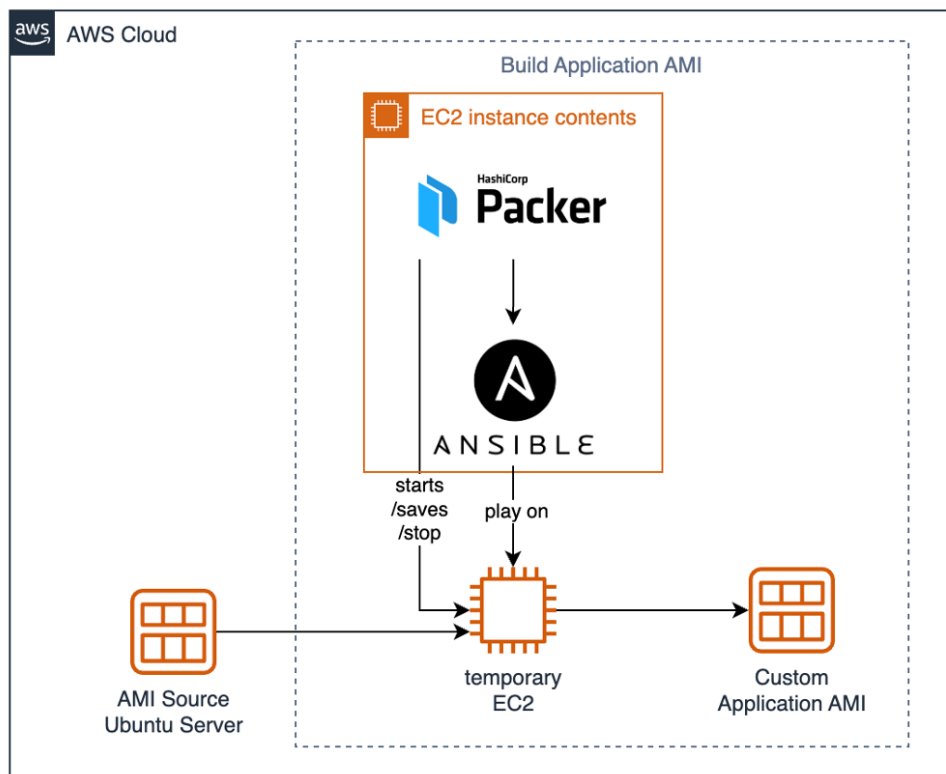 aws
AWS Cloud
Build Application AMI
EC2 instance contents
HashiCorp
Packer
ANSIBLE
starts
/saves
/stop
play on
temporary
EC2
AMI Source
Ubuntu Server
Custom
Application AMI